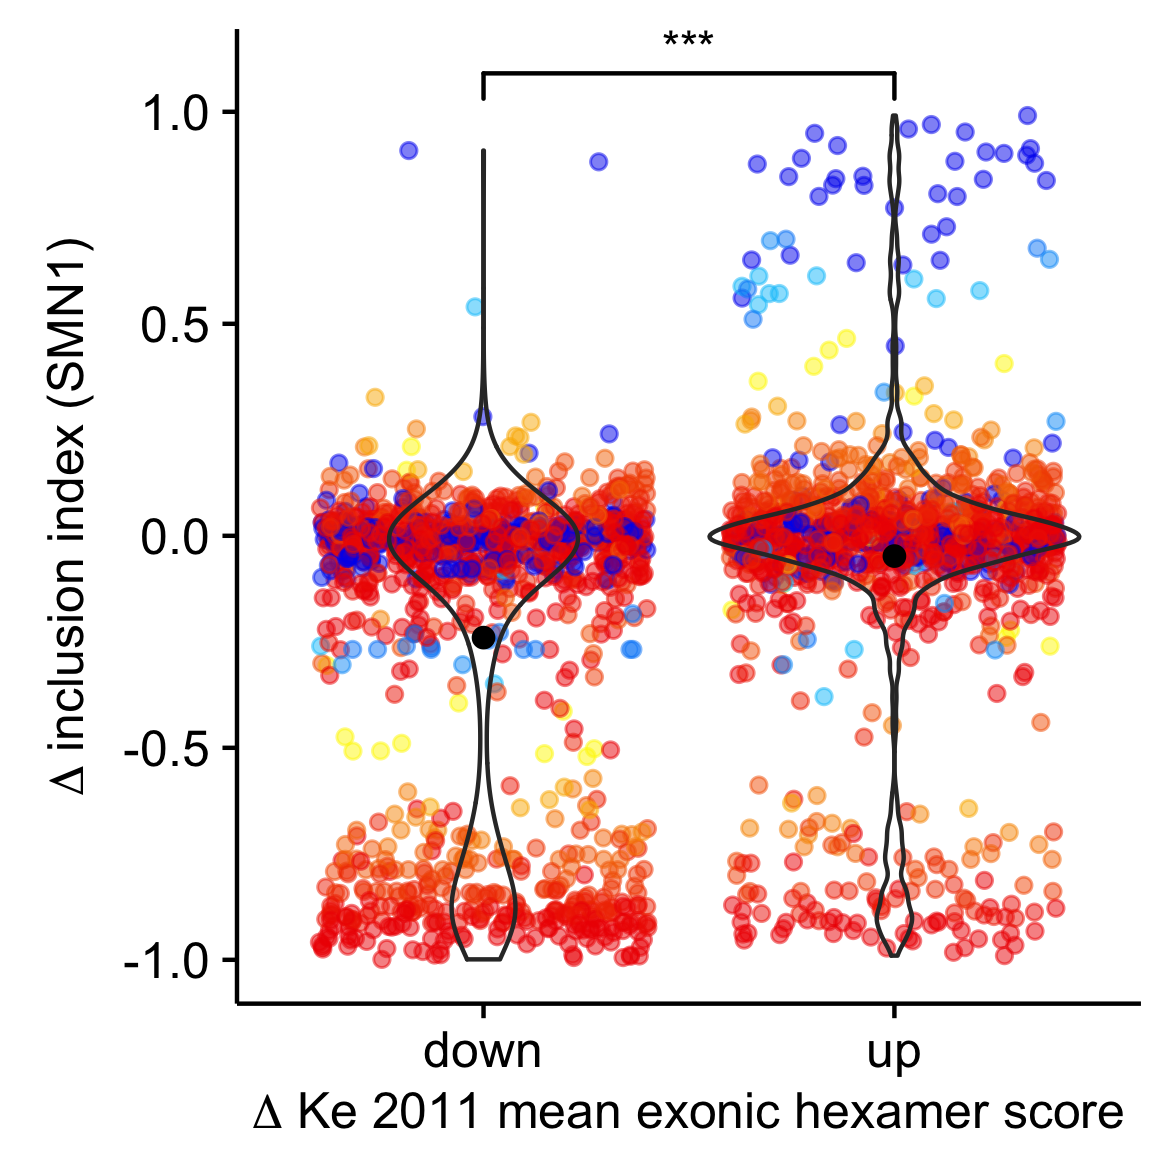 ***
1.0
0.5
0.0
-0.5
-1.0
Δ inclusion index (SMN1)
down up
Δ Ke 2011 mean exonic hexamer score